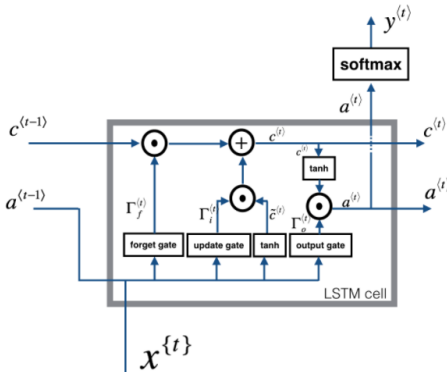 y⟨t⟩
softmax
a⟨t⟩
c⟨t-1⟩ c⟨t⟩ c⟨t⟩
c⟨t⟩
tanh
a⟨t-1⟩ Γf⟨t⟩ Γi⟨t⟩ c̃⟨t⟩ Γo⟨t⟩ a⟨t⟩ a⟨t⟩
forget gate update gate tanh output gate
LSTM cell
x{t}